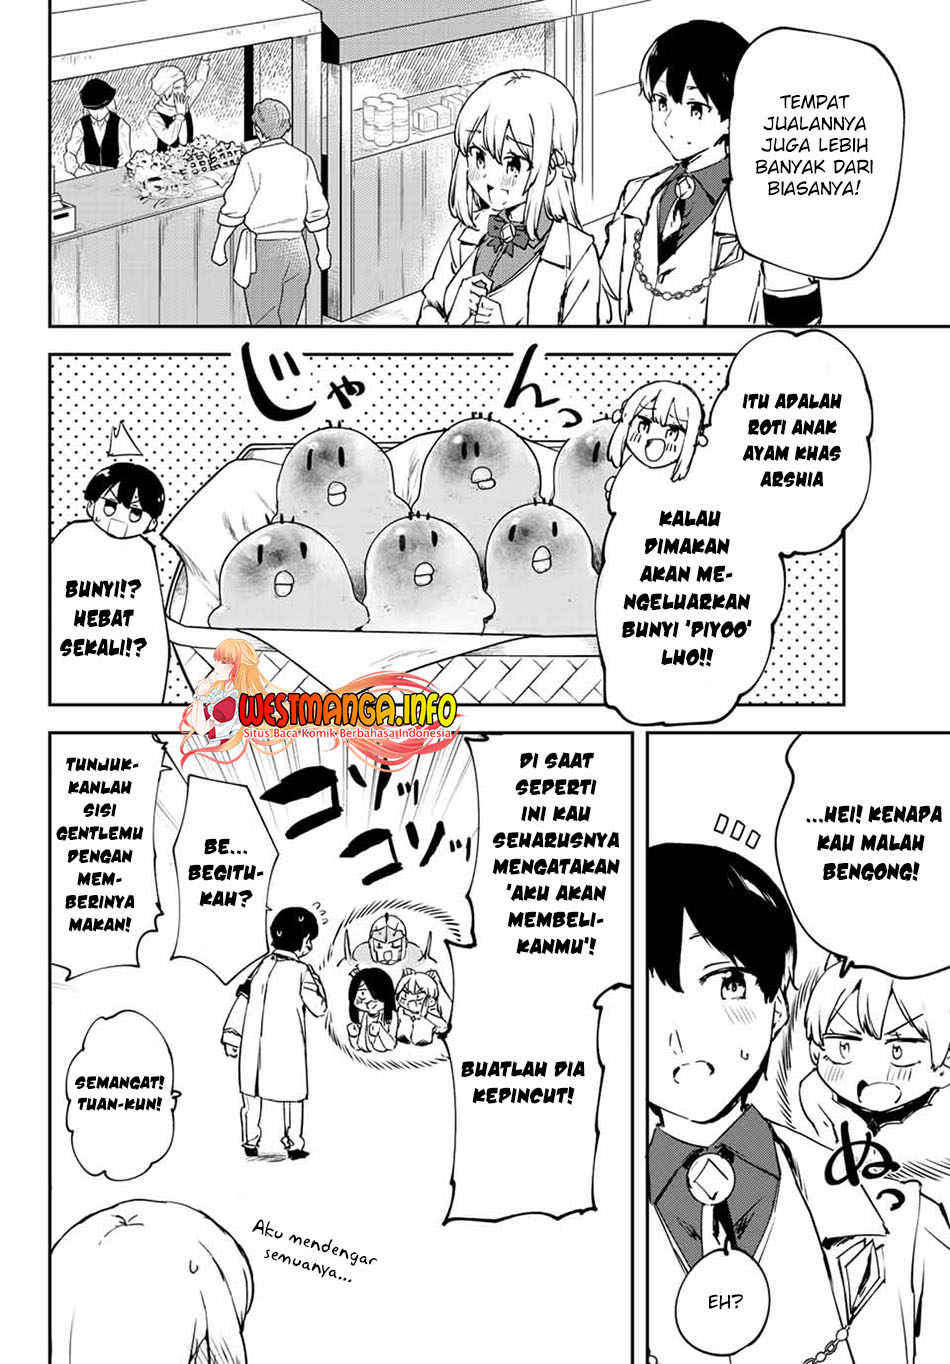 TEMPAT
JUALANNYA
JUGA LEBIH
BANYAK DARI
BIASANYA!
じゃんっ
ITU ADALAH
ROTI ANAK
AYAM KHAS
ARSHIA
KALAU
DIMAKAN
AKAN ME-
NGELUARKAN
BUNYI 'PIYOO'
LHO!!
BUNYI!?
HEBAT
SEKALI!?
WESTMANGA.INFO
Situs Baca Komik Berbahasa Indonesia
...HEI! KENAPA
KAU MALAH
BENGONG!
ぬっ
EH?
DI SAAT
SEPERTI
INI KAU
SEHARUSNYA
MENGATAKAN
'AKU AKAN
MEMBELI-
KANMU'!
BUATLAH DIA
KEPINCUT!
コソッ
コソッ
BE...
BEGITU-
KAH?
TUNJUK-
KANLAH
SISI
GENTLEMU
DENGAN
MEM-
BERINYA
MAKAN!
SEMANGAT!
TUAN-KUN!
Aku mendengar
semuanya...